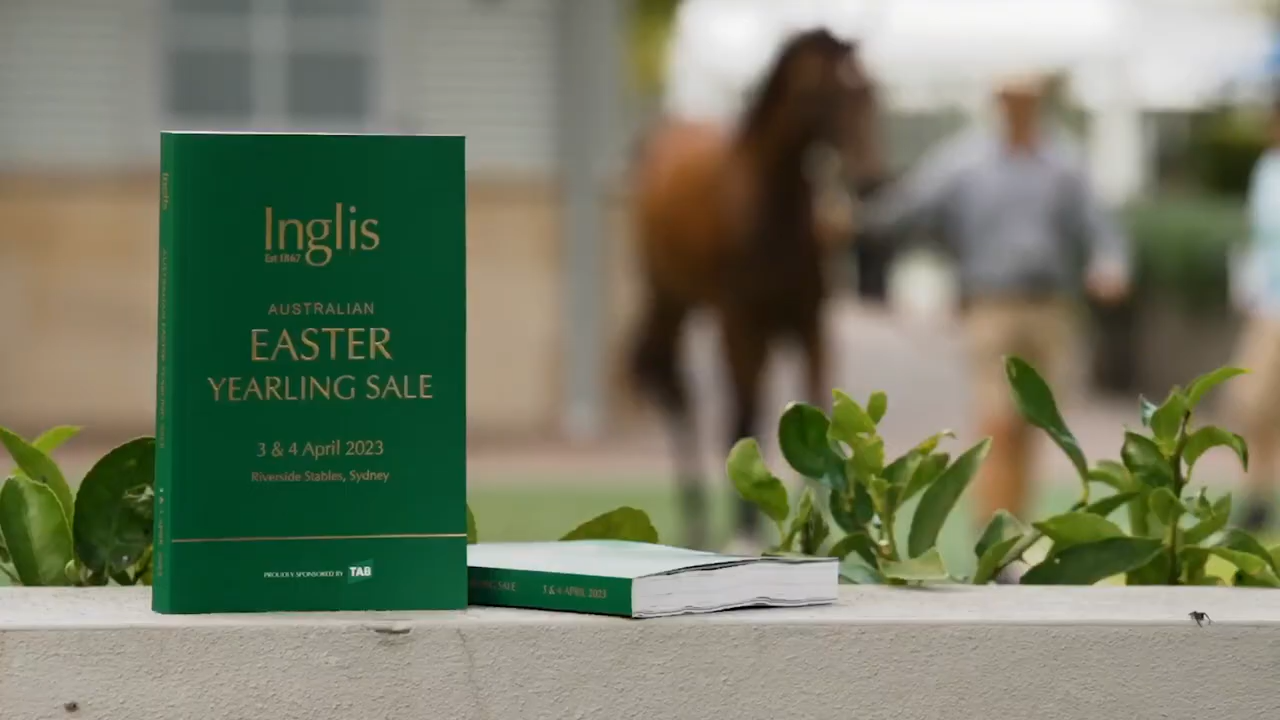 Inglis
Est 1867
AUSTRALIAN
EASTER
YEARLING SALE
3 & 4 April 2023
Riverside Stables, Sydney
PROUDLY SPONSORED BY TAB
Inglis
SALE 3 & 4 APRIL 2023